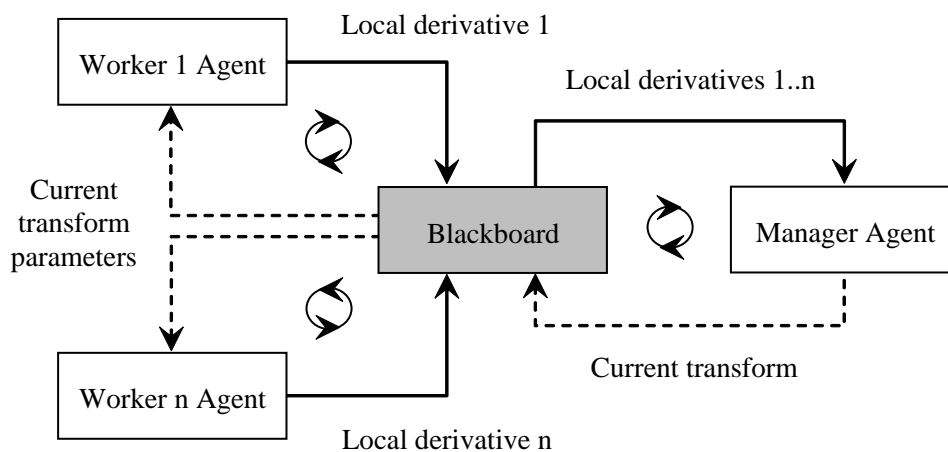 Local derivative 1
Worker 1 Agent
Local derivatives 1..n
Current
transform
parameters
Blackboard
Manager Agent
Current transform
Worker n Agent
Local derivative n